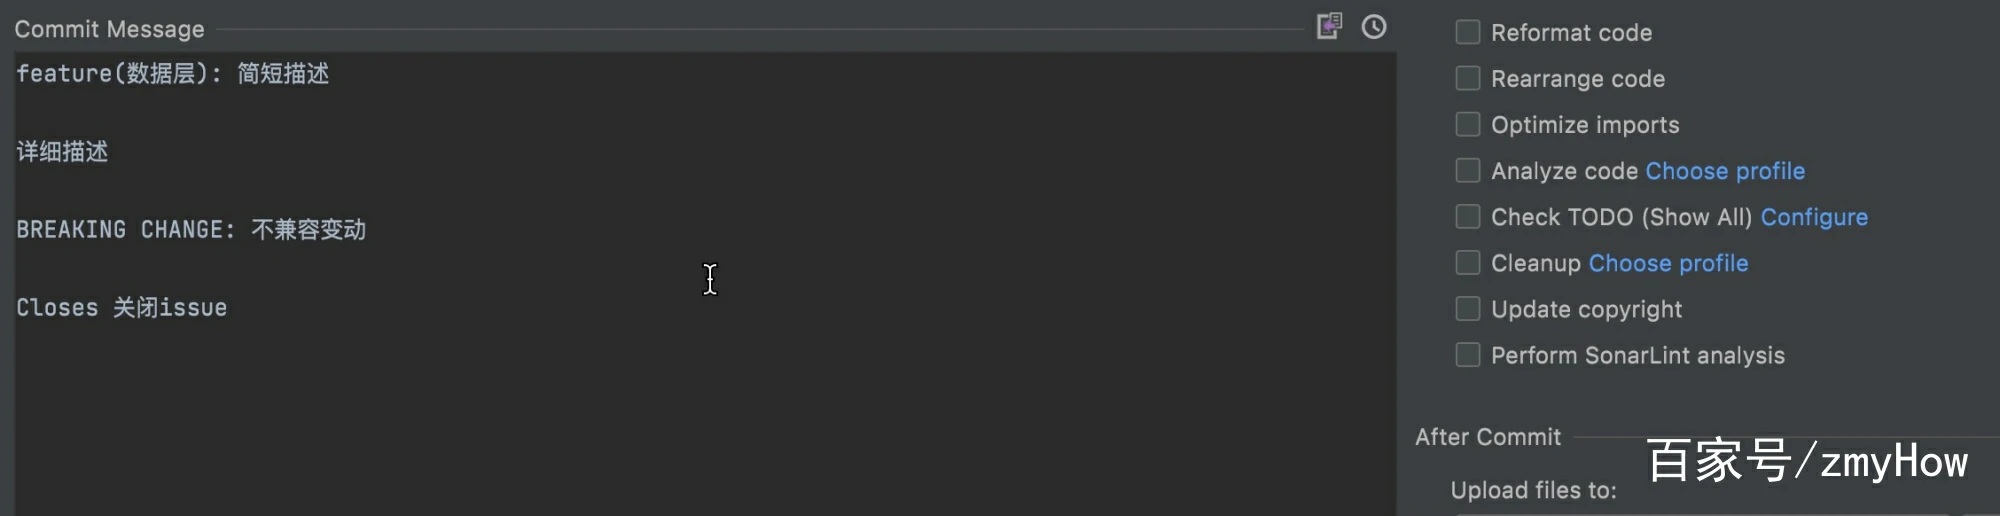 Commit Message
feature(数据层): 简短描述
详细描述
BREAKING CHANGE: 不兼容变动
Closes 关闭issue
Reformat code
Rearrange code
Optimize imports
Analyze code Choose profile
Check TODO (Show All) Configure
Cleanup Choose profile
Update copyright
Perform SonarLint analysis
After Commit
Upload files to:
百家号/zmyHow